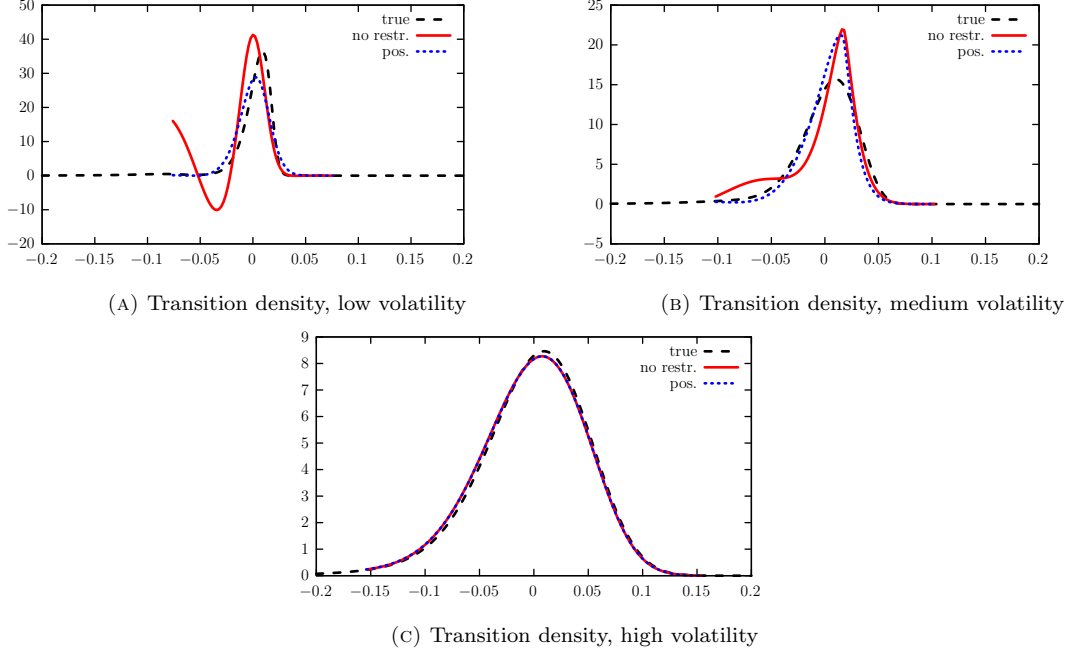 50
40
30
20
10
0
−10
−20
−0.2 −0.15 −0.1 −0.05 0 0.05 0.1 0.15 0.2
true
no restr.
pos.
(A) Transition density, low volatility
25
20
15
10
5
0
−5
−0.2 −0.15 −0.1 −0.05 0 0.05 0.1 0.15 0.2
true
no restr.
pos.
(B) Transition density, medium volatility
9
8
7
6
5
4
3
2
1
0
−0.2 −0.15 −0.1 −0.05 0 0.05 0.1 0.15 0.2
true
no restr.
pos.
(C) Transition density, high volatility